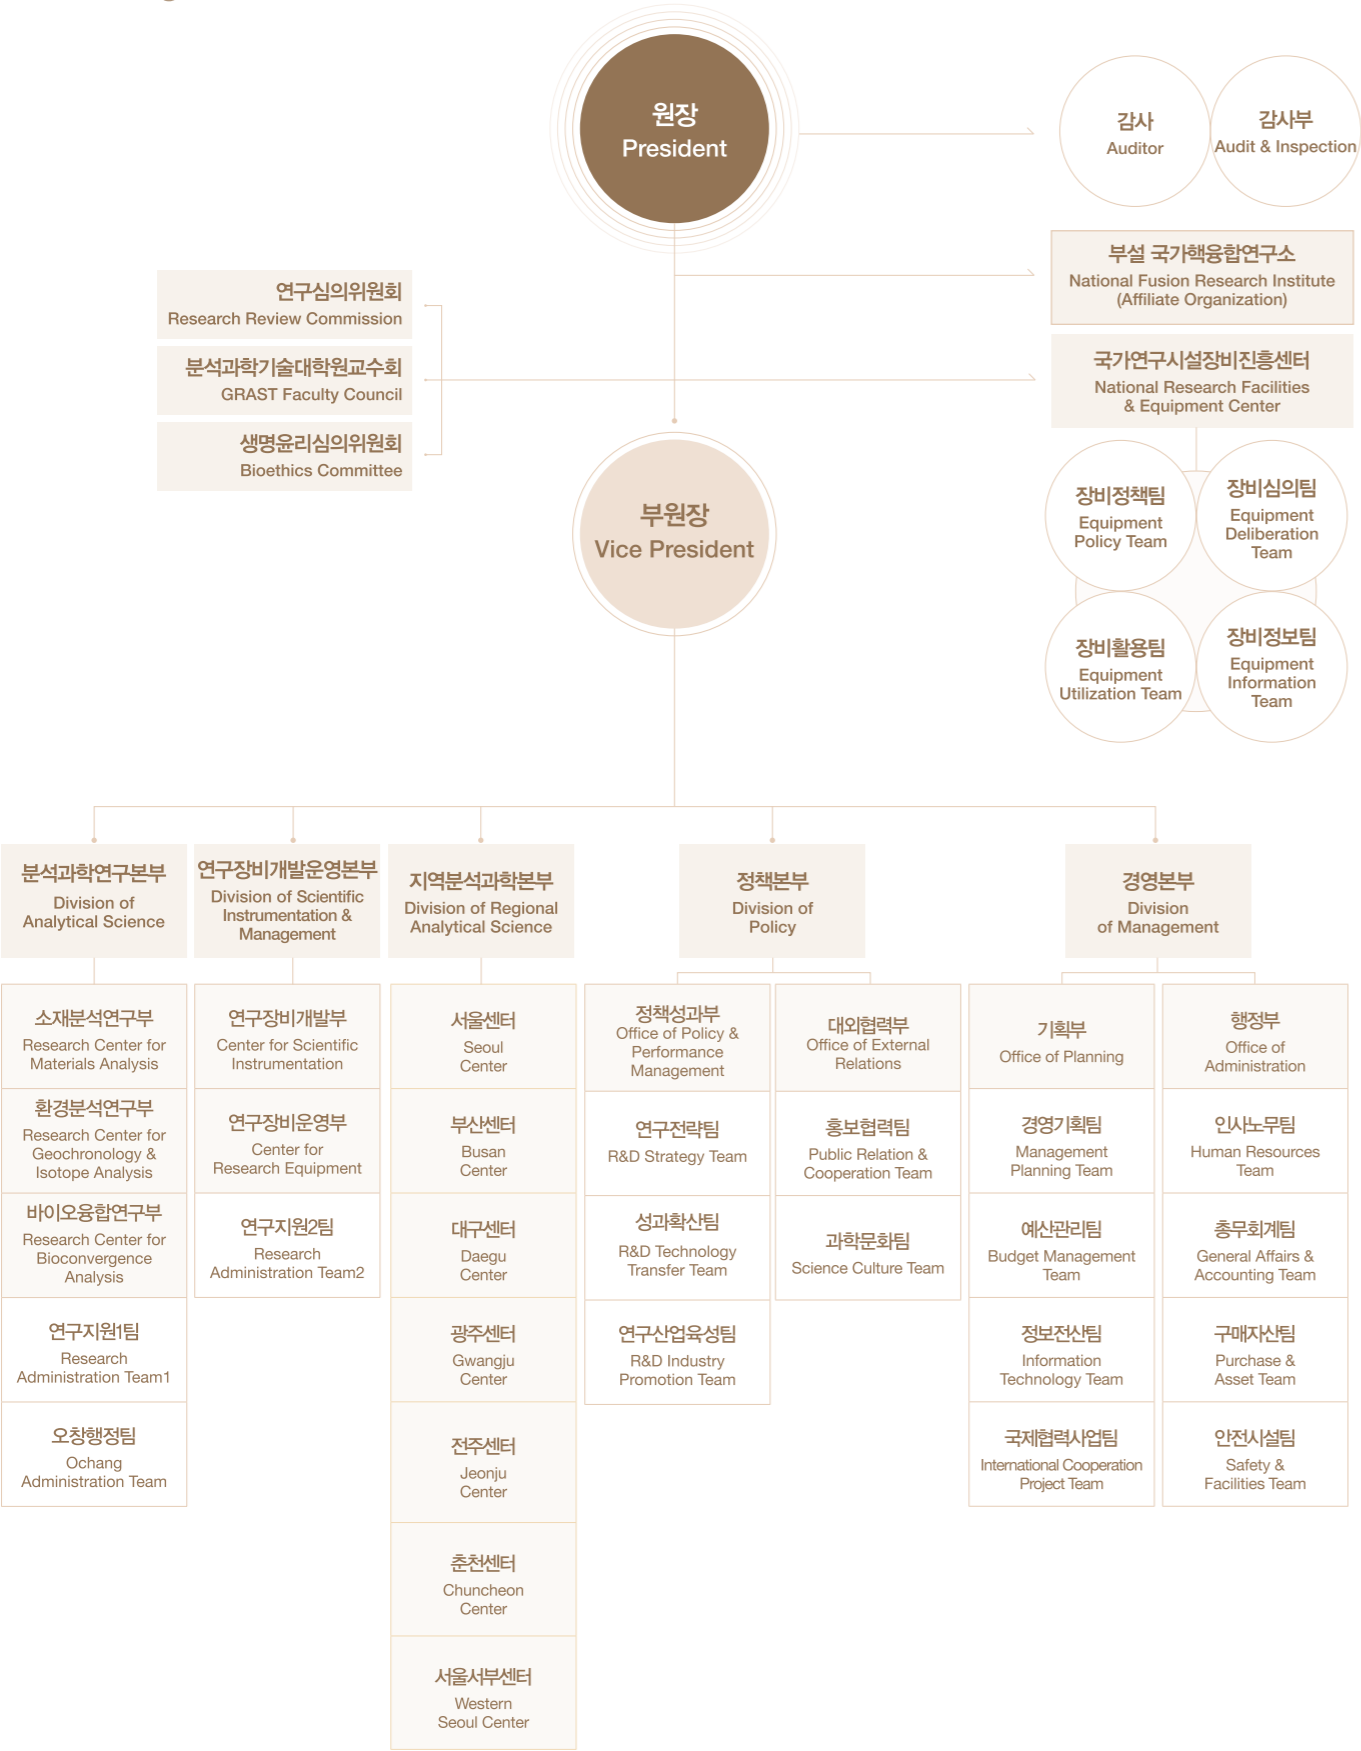 원장
President
감사
Auditor
감사부
Audit & Inspection
부설 국가핵융합연구소
National Fusion Research Institute
(Affiliate Organization)
연구심의위원회
Research Review Commission
분석과학기술대학원교수회
GRAST Faculty Council
생명윤리심의위원회
Bioethics Committee
국가연구시설장비진흥센터
National Research Facilities
& Equipment Center
부원장
Vice President
장비정책팀
Equipment
Policy Team
장비심의팀
Equipment
Deliberation
Team
장비활용팀
Equipment
Utilization Team
장비정보팀
Equipment
Information
Team
분석과학연구본부
Division of
Analytical Science
연구장비개발운영본부
Division of Scientific
Instrumentation &
Management
지역분석과학본부
Division of Regional
Analytical Science
정책본부
Division of
Policy
경영본부
Division
of Management
소재분석연구부
Research Center for
Materials Analysis
환경분석연구부
Research Center for
Geochronology &
Isotope Analysis
바이오융합연구부
Research Center for
Bioconvergence
Analysis
연구지원1팀
Research
Administration Team1
오창행정팀
Ochang
Administration Team
연구장비개발부
Center for Scientific
Instrumentation
연구장비운영부
Center for
Research Equipment
연구지원2팀
Research
Administration Team2
서울센터
Seoul
Center
부산센터
Busan
Center
대구센터
Daegu
Center
광주센터
Gwangju
Center
전주센터
Jeonju
Center
춘천센터
Chuncheon
Center
서울서부센터
Western
Seoul Center
정책성과부
Office of Policy &
Performance
Management
연구전략팀
R&D Strategy Team
성과확산팀
R&D Technology
Transfer Team
연구산업육성팀
R&D Industry
Promotion Team
대외협력부
Office of External
Relations
홍보협력팀
Public Relation &
Cooperation Team
과학문화팀
Science Culture Team
기획부
Office of Planning
경영기획팀
Management
Planning Team
예산관리팀
Budget Management
Team
정보전산팀
Information
Technology Team
국제협력사업팀
International Cooperation
Project Team
행정부
Office of
Administration
인사노무팀
Human Resources
Team
총무회계팀
General Affairs &
Accounting Team
구매자산팀
Purchase &
Asset Team
안전시설팀
Safety &
Facilities Team